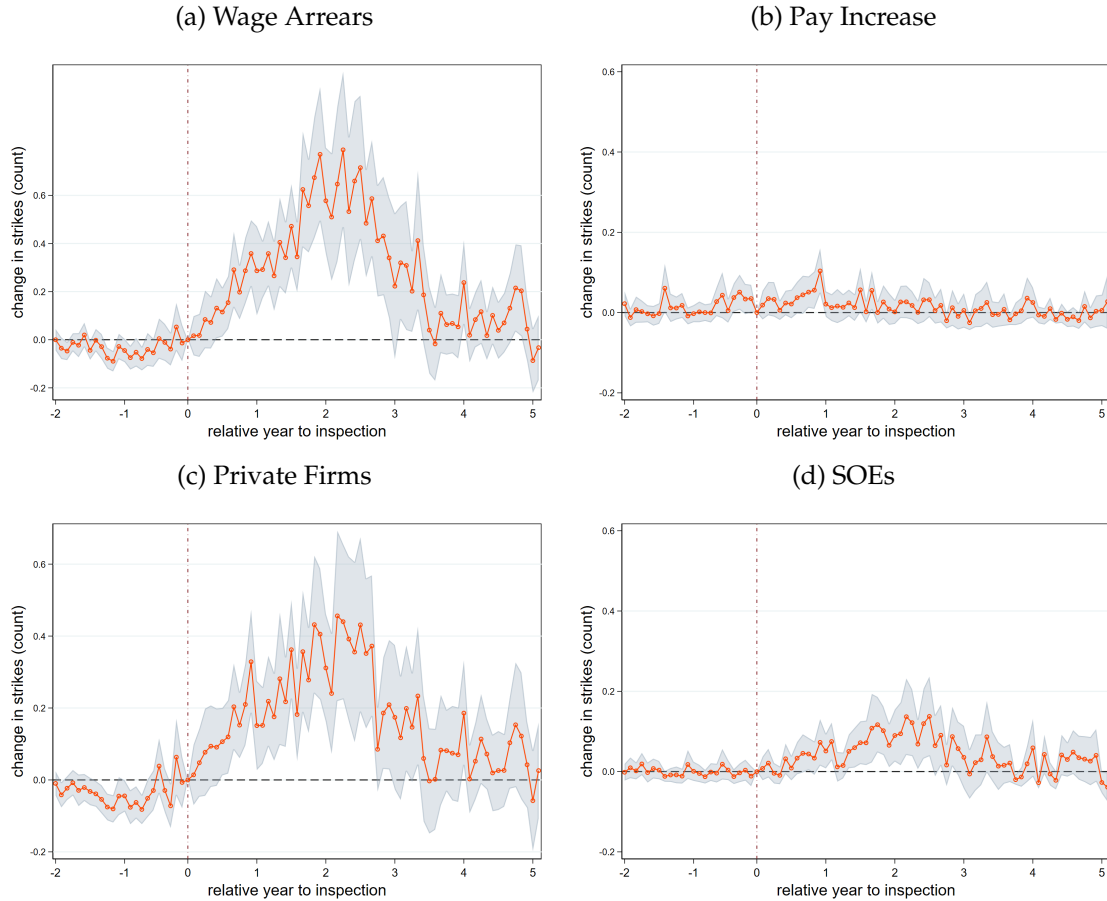 (a) Wage Arrears
change in strikes (count)
0.6
0.4
0.2
0.0
-0.2
-2 -1 0 1 2 3 4 5
relative year to inspection
(b) Pay Increase
change in strikes (count)
0.6
0.4
0.2
0.0
-0.2
-2 -1 0 1 2 3 4 5
relative year to inspection
(c) Private Firms
change in strikes (count)
0.6
0.4
0.2
0.0
-0.2
-2 -1 0 1 2 3 4 5
relative year to inspection
(d) SOEs
change in strikes (count)
0.6
0.4
0.2
0.0
-0.2
-2 -1 0 1 2 3 4 5
relative year to inspection